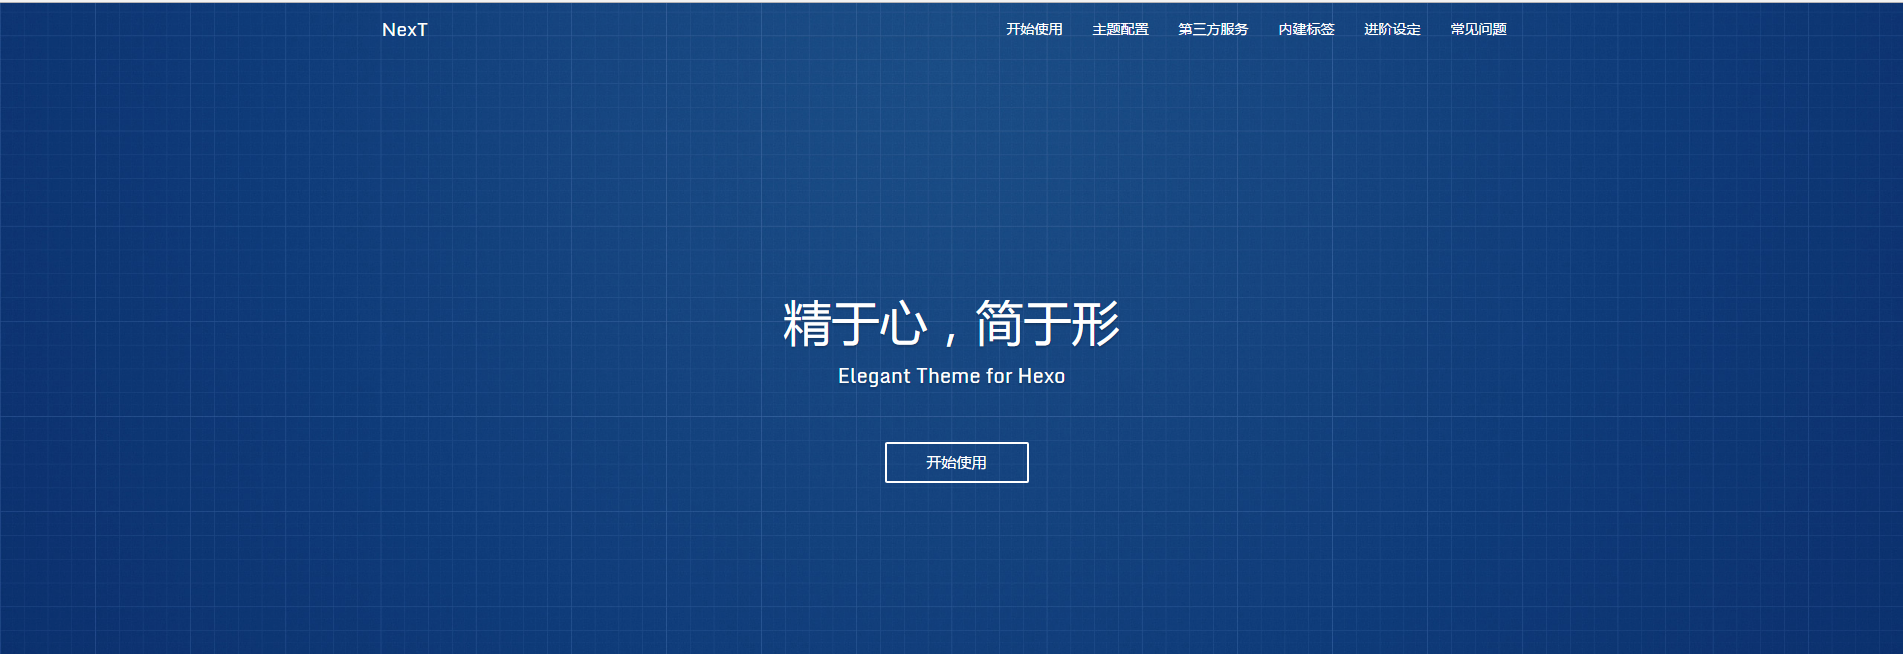 NexT 开始使用 主题配置 第三方服务 内建标签 进阶设定 常见问题
精于心，简于形
Elegant Theme for Hexo
开始使用